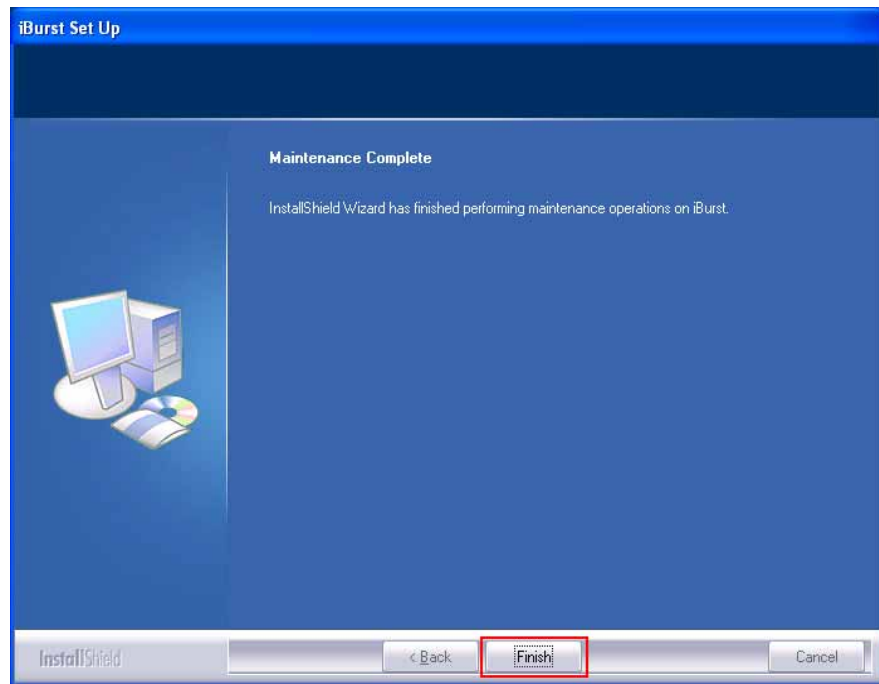 iBurst Set Up
Maintenance Complete
InstallShield Wizard has finished performing maintenance operations on iBurst.
InstallShield
< Back
Finish
Cancel